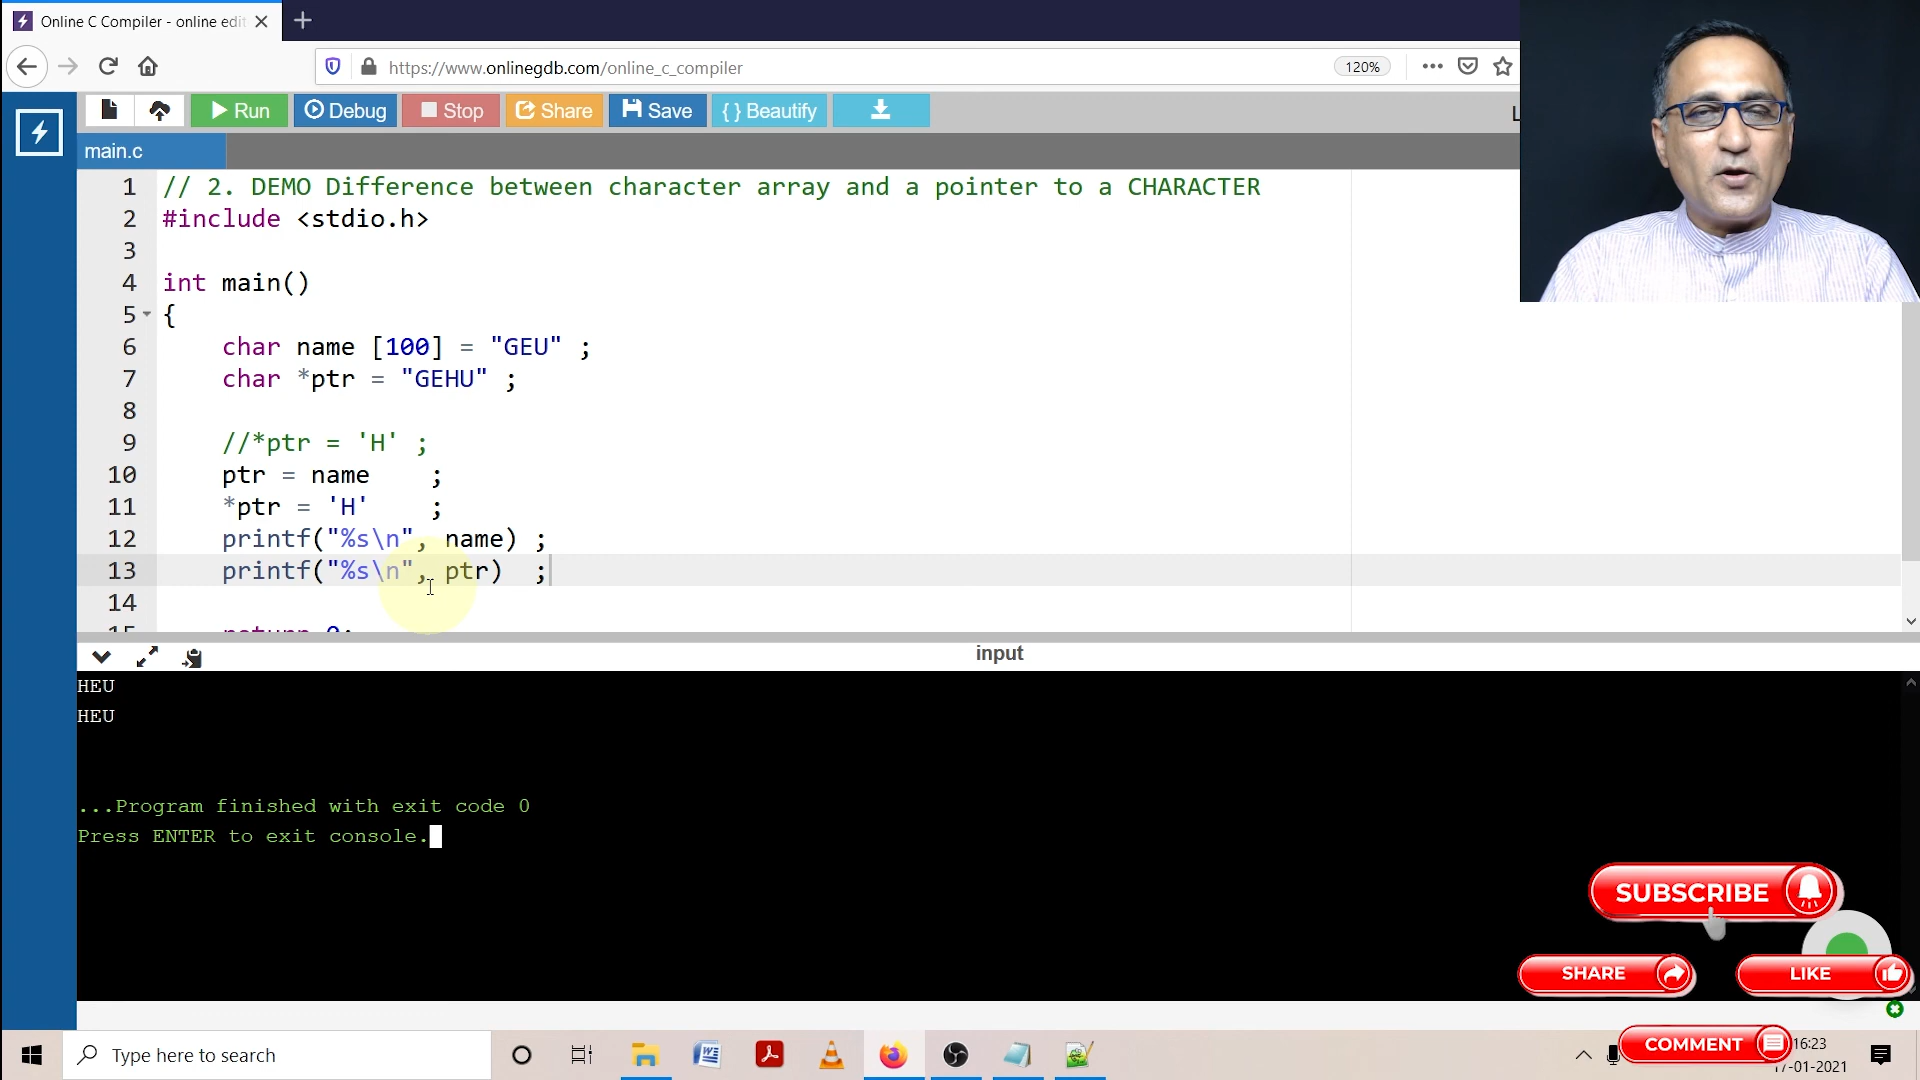 Online C Compiler - online edit
https://www.onlinegdb.com/online_c_compiler
120%
Run
Debug
Stop
Share
Save
{ } Beautify
L
main.c
1 // 2. DEMO Difference between character array and a pointer to a CHARACTER
2 #include <stdio.h>
3
4 int main()
5 {
6 char name [100] = "GEU" ;
7 char *ptr = "GEHU" ;
8
9 //*ptr = 'H' ;
10 ptr = name ;
11 *ptr = 'H' ;
12 printf("%s\n", name) ;
13 printf("%s\n", ptr) ;
14
15 return 0;
input
HEU
HEU
...Program finished with exit code 0
Press ENTER to exit console.
SUBSCRIBE
SHARE
LIKE
COMMENT
Type here to search
16:23
17-01-2021